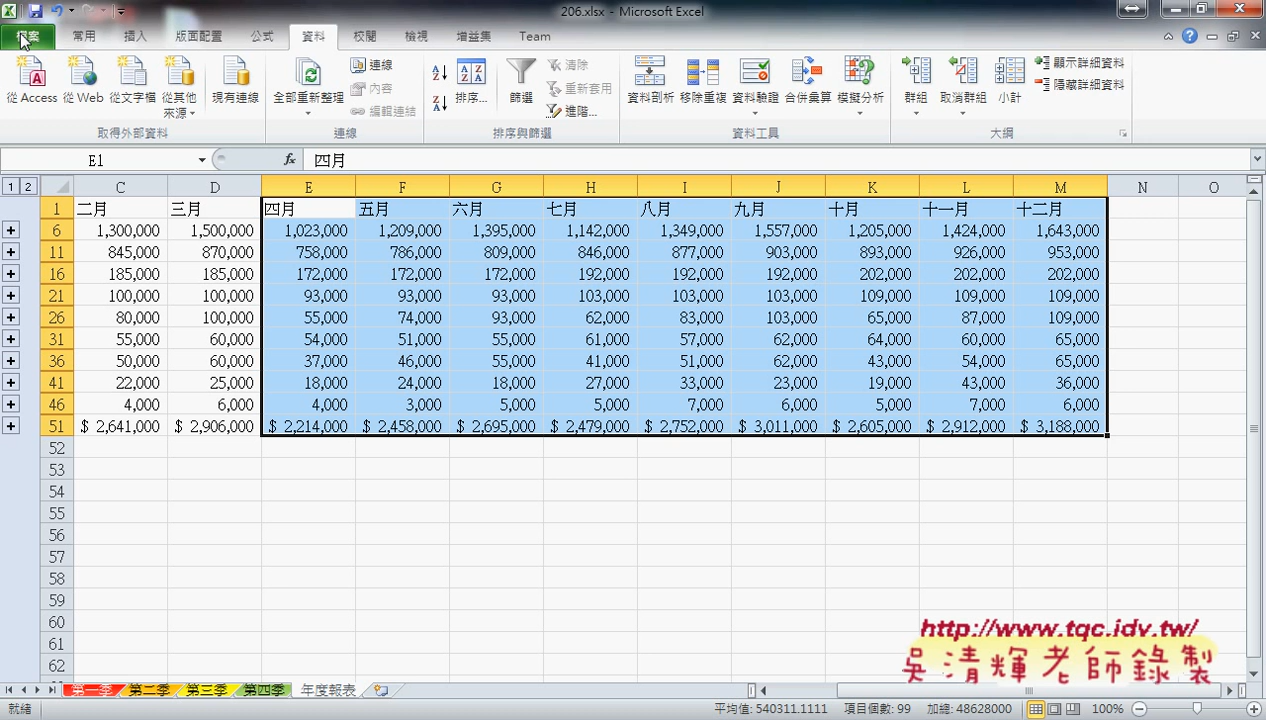 206.xlsx - Microsoft Excel
檔案 常用 插入 版面配置 公式 資料 校閱 檢視 增益集 Team
從 Access 從 Web 從文字檔 從其他來源 現有連線 全部重新整理 連線 內容 編輯連結 排序... 篩選 清除 重新套用 進階... 資料剖析 移除重複 資料驗證 合併彙算 模擬分析 群組 取消群組 小計 顯示詳細資料 隱藏詳細資料
取得外部資料 連線 排序與篩選 資料工具 大綱
E1 fx 四月
1 2 C D E F G H I J K L M N O
1 二月 三月 四月 五月 六月 七月 八月 九月 十月 十一月 十二月
6 1,300,000 1,500,000 1,023,000 1,209,000 1,395,000 1,142,000 1,349,000 1,557,000 1,205,000 1,424,000 1,643,000
11 845,000 870,000 758,000 786,000 809,000 846,000 877,000 903,000 893,000 926,000 953,000
16 185,000 185,000 172,000 172,000 172,000 192,000 192,000 192,000 202,000 202,000 202,000
21 100,000 100,000 93,000 93,000 93,000 103,000 103,000 103,000 109,000 109,000 109,000
26 80,000 100,000 55,000 74,000 93,000 62,000 83,000 103,000 65,000 87,000 109,000
31 55,000 60,000 54,000 51,000 55,000 61,000 57,000 62,000 64,000 60,000 65,000
36 50,000 60,000 37,000 46,000 55,000 41,000 51,000 62,000 43,000 54,000 65,000
41 22,000 25,000 18,000 24,000 18,000 27,000 33,000 23,000 19,000 43,000 36,000
46 4,000 6,000 4,000 3,000 5,000 5,000 7,000 6,000 5,000 7,000 6,000
51 $ 2,641,000 $ 2,906,000 $ 2,214,000 $ 2,458,000 $ 2,695,000 $ 2,479,000 $ 2,752,000 $ 3,011,000 $ 2,605,000 $ 2,912,000 $ 3,188,000
52
53
54
55
56
57
58
59
60
61
62
http://www.tqc.idv.tw/
吳清輝老師錄製
第一季 第二季 第三季 第四季 年度報表
就緒 平均值: 540311.1111 項目個數: 99 加總: 48628000 100%